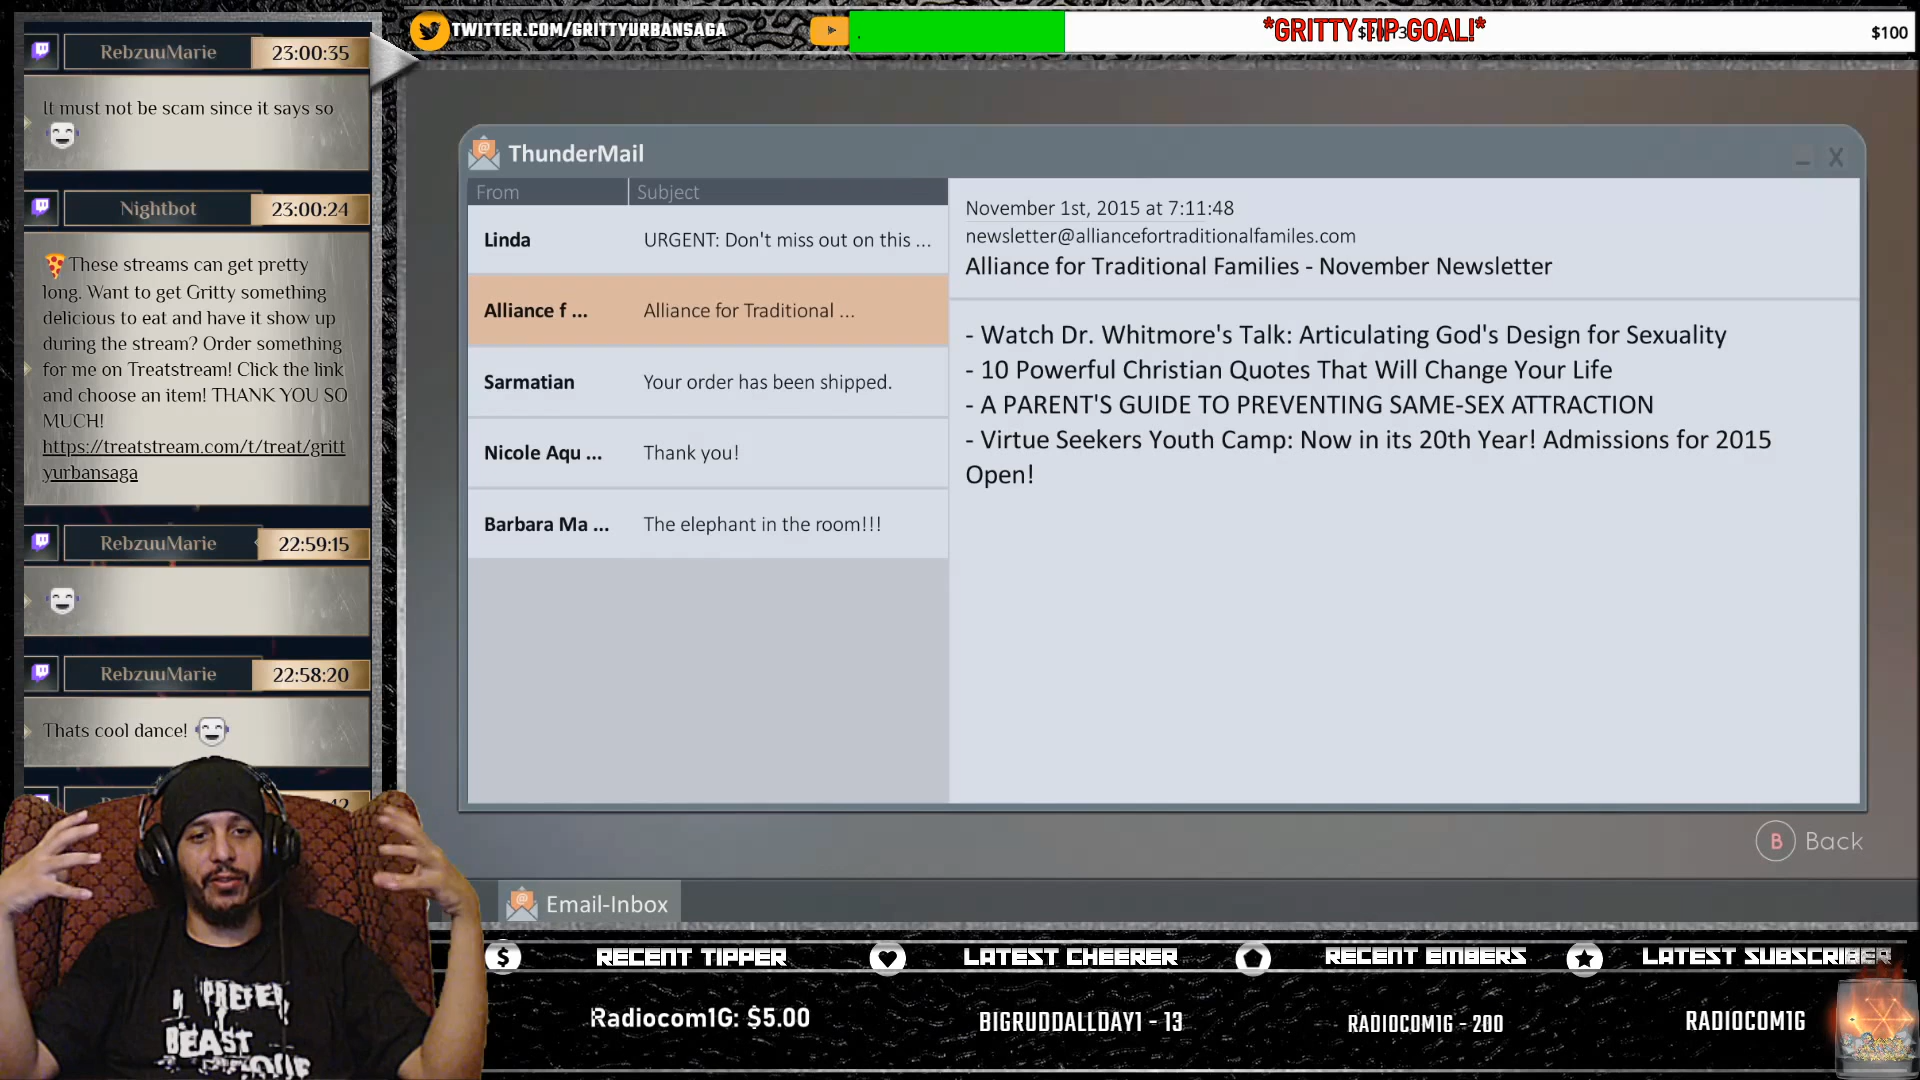 TWITTER.COM/GRITTYURBANSAGA
*GRITTY TIP GOAL!*
$100
RebzuuMarie 23:00:35
It must not be scam since it says so
Nightbot 23:00:24
🍕These streams can get pretty
long. Want to get Gritty something
delicious to eat and have it show up
during the stream? Order something
for me on Treatstream! Click the link
and choose an item! THANK YOU SO
MUCH!
https://treatstream.com/t/treat/gritt
yurbansaga
RebzuuMarie 22:59:15
RebzuuMarie 22:58:20
Thats cool dance!
ThunderMail
_ X
From Subject
Linda URGENT: Don't miss out on this ...
Alliance f ... Alliance for Traditional ...
Sarmatian Your order has been shipped.
Nicole Aqu ... Thank you!
Barbara Ma ... The elephant in the room!!!
November 1st, 2015 at 7:11:48
newsletter@alliancefortraditionalfamiles.com
Alliance for Traditional Families - November Newsletter
- Watch Dr. Whitmore's Talk: Articulating God's Design for Sexuality
- 10 Powerful Christian Quotes That Will Change Your Life
- A PARENT'S GUIDE TO PREVENTING SAME-SEX ATTRACTION
- Virtue Seekers Youth Camp: Now in its 20th Year! Admissions for 2015
Open!
B Back
Email-Inbox
I PREFER
BEAST
MODE
RECENT TIPPER
Radiocom1G: $5.00
LATEST CHEERER
BIGRUDDALLDAY1 - 13
RECENT EMBERS
RADIOCOM1G - 200
LATEST SUBSCRIBER
RADIOCOM1G